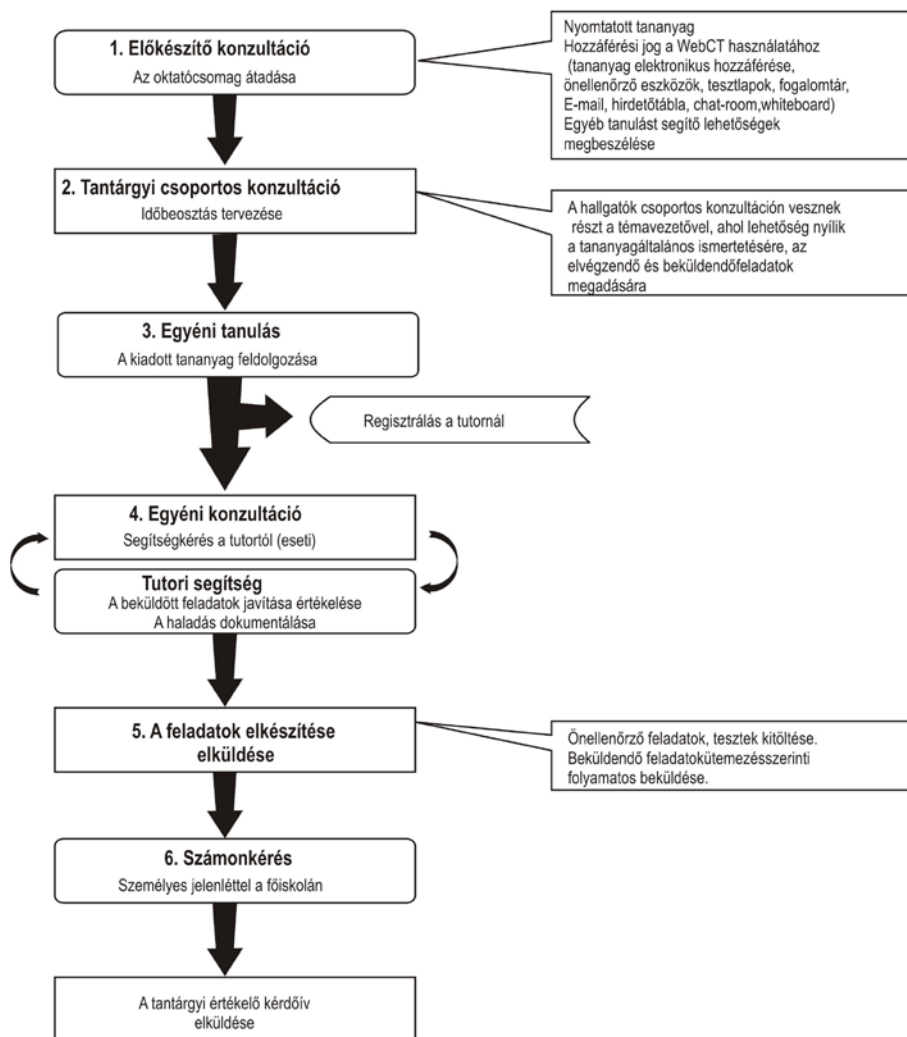 1. Előkészítő konzultáció
Az oktatócsomag átadása
Nyomtatott tananyag
Hozzáférési jog a WebCT használatához
(tananyag elektronikus hozzáférése,
önellenőrző eszközök, tesztlapok, fogalomtár,
E-mail, hirdetőtábla, chat-room,whiteboard)
Egyéb tanulást segítő lehetőségek
megbeszélése
2. Tantárgyi csoportos konzultáció
Időbeosztás tervezése
A hallgatók csoportos konzultáción vesznek
részt a témavezetővel, ahol lehetőség nyílik
a tananyagáltalános ismertetésére, az
elvégzendő és beküldendőfeladatok
megadására
3. Egyéni tanulás
A kiadott tananyag feldolgozása
Regisztrálás a tutornál
4. Egyéni konzultáció
Segítségkérés a tutortól (eseti)
Tutori segítség
A beküldött feladatok javítása értékelése
A haladás dokumentálása
5. A feladatok elkészítése
elküldése
Önellenőrző feladatok, tesztek kitöltése.
Beküldendő feladatokütemezésszerinti
folyamatos beküldése.
6. Számonkérés
Személyes jelenléttel a főiskolán
A tantárgyi értékelő kérdőív
elküldése